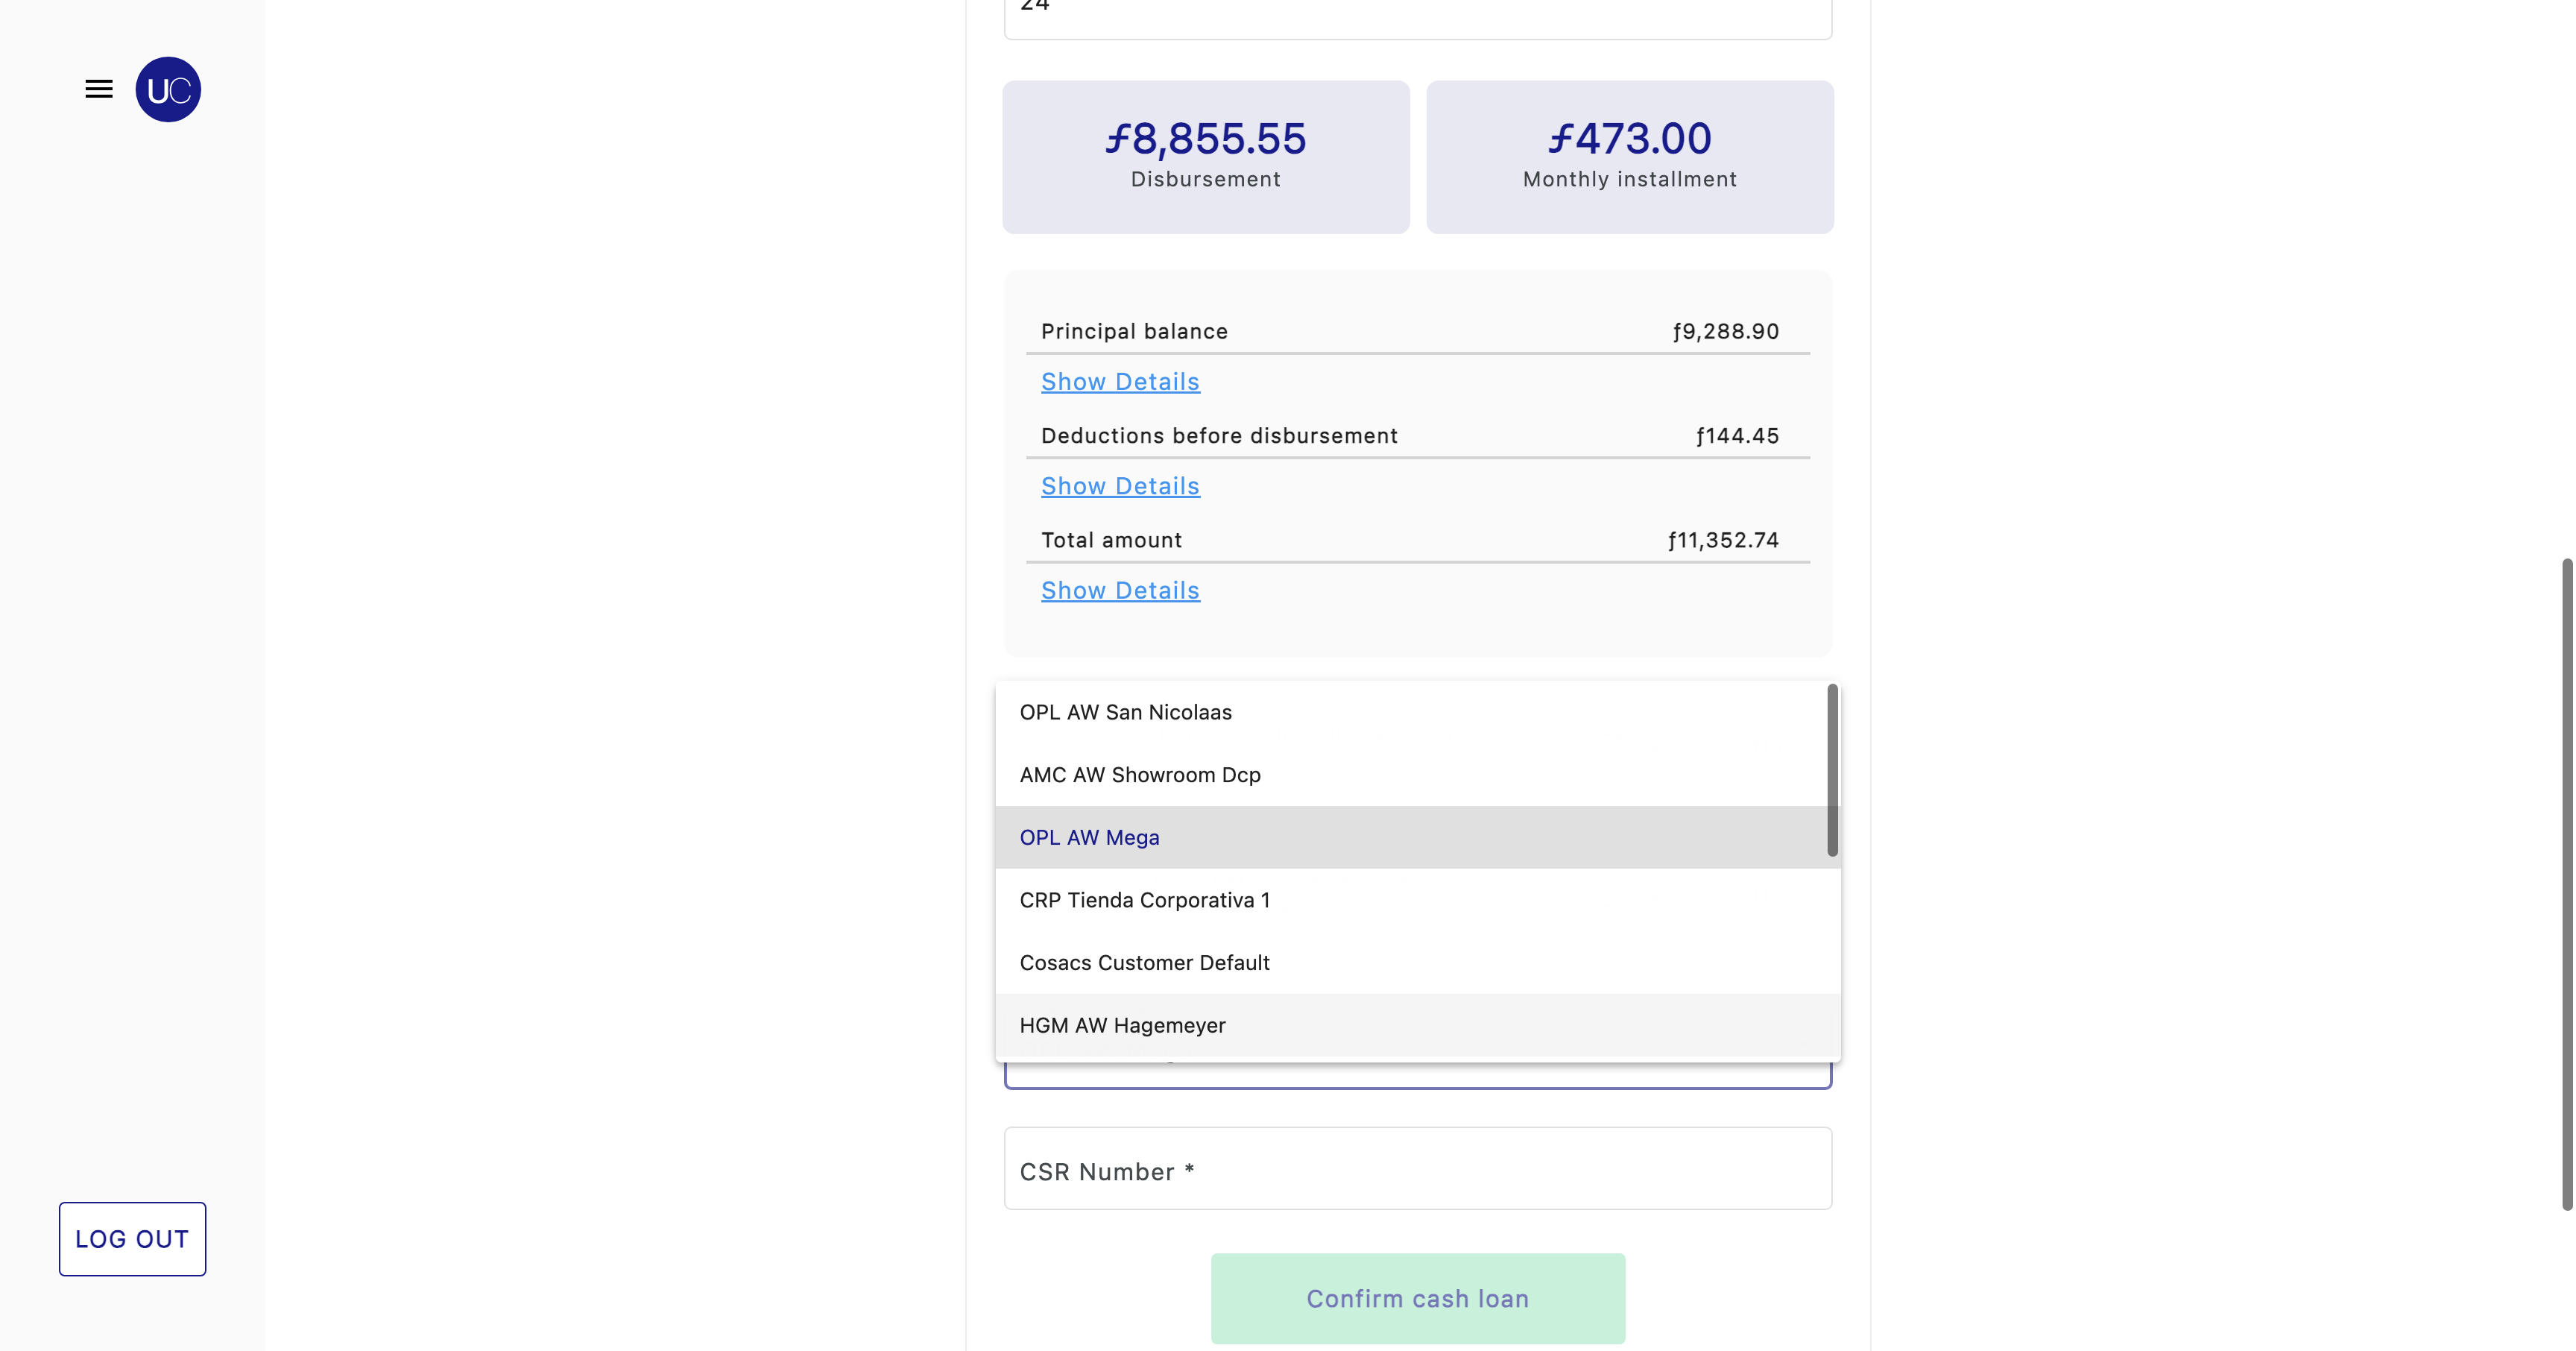 24
UC
ƒ8,855.55
Disbursement
ƒ473.00
Monthly installment
Principal balance ƒ9,288.90
Show Details
Deductions before disbursement ƒ144.45
Show Details
Total amount ƒ11,352.74
Show Details
OPL AW San Nicolaas
AMC AW Showroom Dcp
OPL AW Mega
CRP Tienda Corporativa 1
Cosacs Customer Default
HGM AW Hagemeyer
CSR Number *
LOG OUT
Confirm cash loan